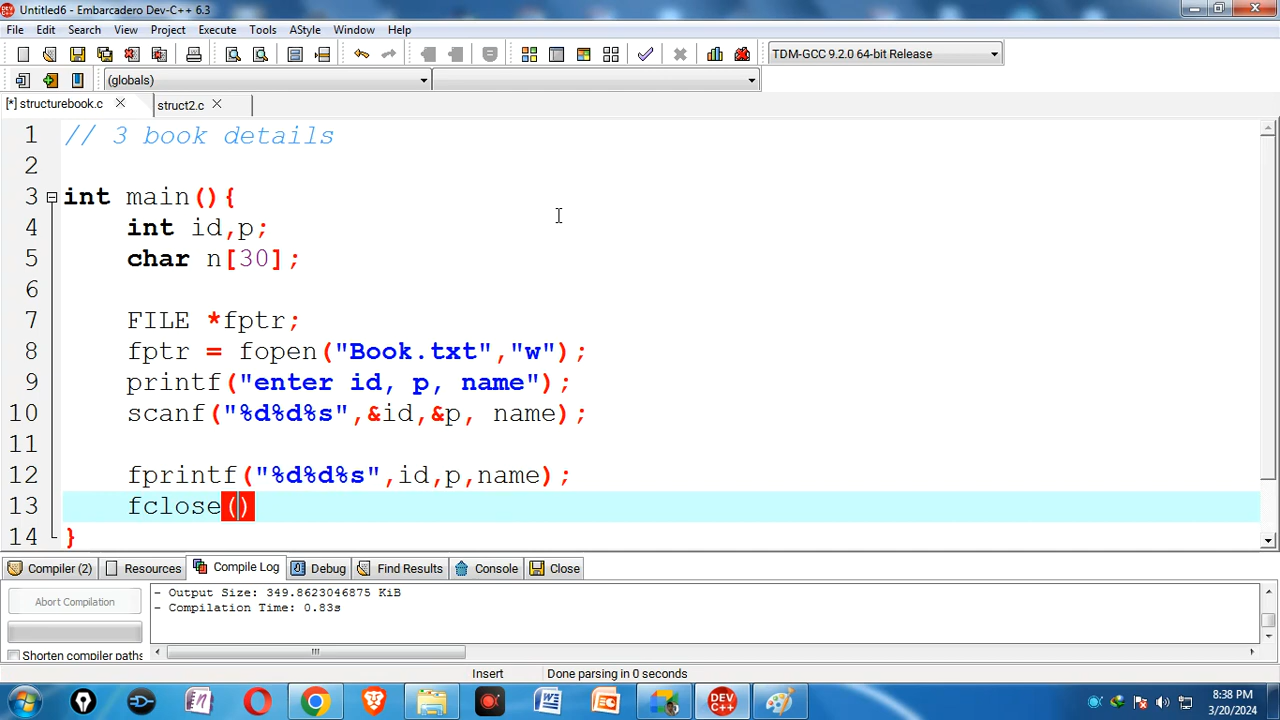 Untitled6 - Embarcadero Dev-C++ 6.3
File Edit Search View Project Execute Tools AStyle Window Help
TDM-GCC 9.2.0 64-bit Release
(globals)
[*] structurebook.c struct2.c
1 // 3 book details
2
3 int main(){
4 int id,p;
5 char n[30];
6
7 FILE *fptr;
8 fptr = fopen("Book.txt","w");
9 printf("enter id, p, name");
10 scanf("%d%d%s",&id,&p, name);
11
12 fprintf("%d%d%s",id,p,name);
13 fclose()
14 }
Compiler (2) Resources Compile Log Debug Find Results Console Close
Abort Compilation
- Output Size: 349.8623046875 KiB
- Compilation Time: 0.83s
Shorten compiler paths
Insert Done parsing in 0 seconds
8:38 PM
3/20/2024